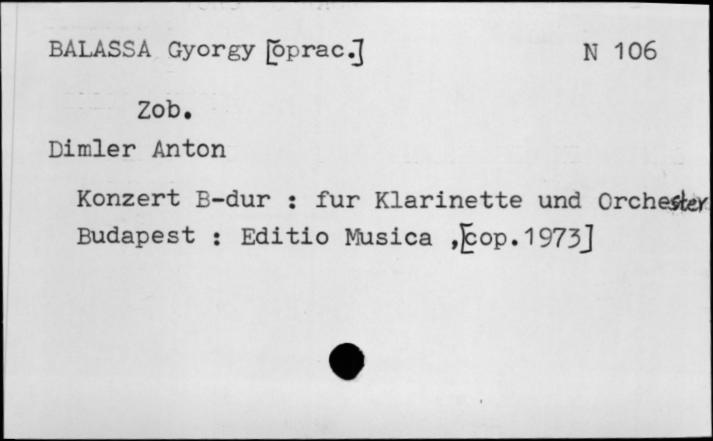 BALASSA Gyorgy [oprac.] N 106
Zob.
Dimler Anton
Konzert B-dur : fur Klarinette und Orchester
Budapest : Editio Musica ,[cop.1973]